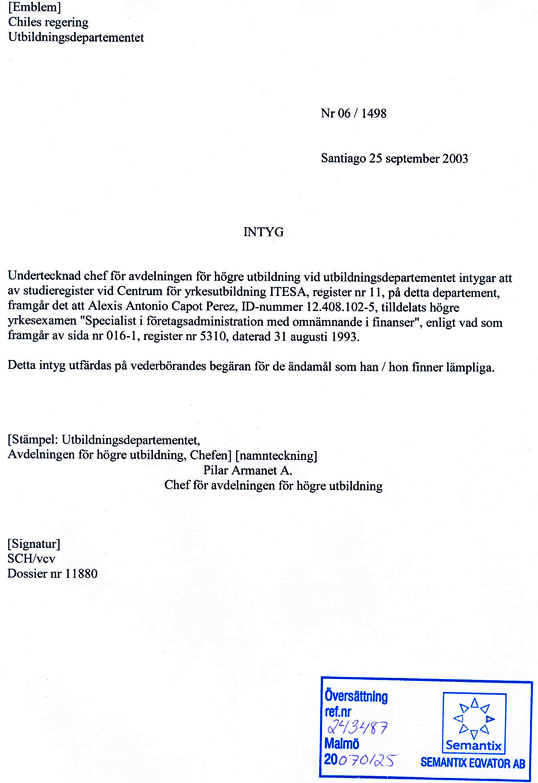 [Emblem]
Chiles regering
Utbildningsdepartementet
Nr 06 / 1498
Santiago 25 september 2003
INTYG
Undertecknad chef för avdelningen för högre utbildning vid utbildningsdepartementet intygar att
av studieregister vid Centrum för yrkesutbildning ITESA, register nr 11, på detta departement,
framgår det att Alexis Antonio Capot Perez, ID-nummer 12.408.102-5, tilldelats högre
yrkesexamen "Specialist i företagsadministration med omnämnande i finanser", enligt vad som
framgår av sida nr 016-1, register nr 5310, daterad 31 augusti 1993.
Detta intyg utfärdas på vederbörandes begäran för de ändamål som han / hon finner lämpliga.
[Stämpel: Utbildningsdepartementet,
Avdelningen för högre utbildning, Chefen] [namnteckning]
Pilar Armanet A.
Chef för avdelningen för högre utbildning
[Signatur]
SCH/vcv
Dossier nr 11880
Översättning
ref.nr
243487
Malmö
20070125
Semantix
SEMANTIX EQVATOR AB